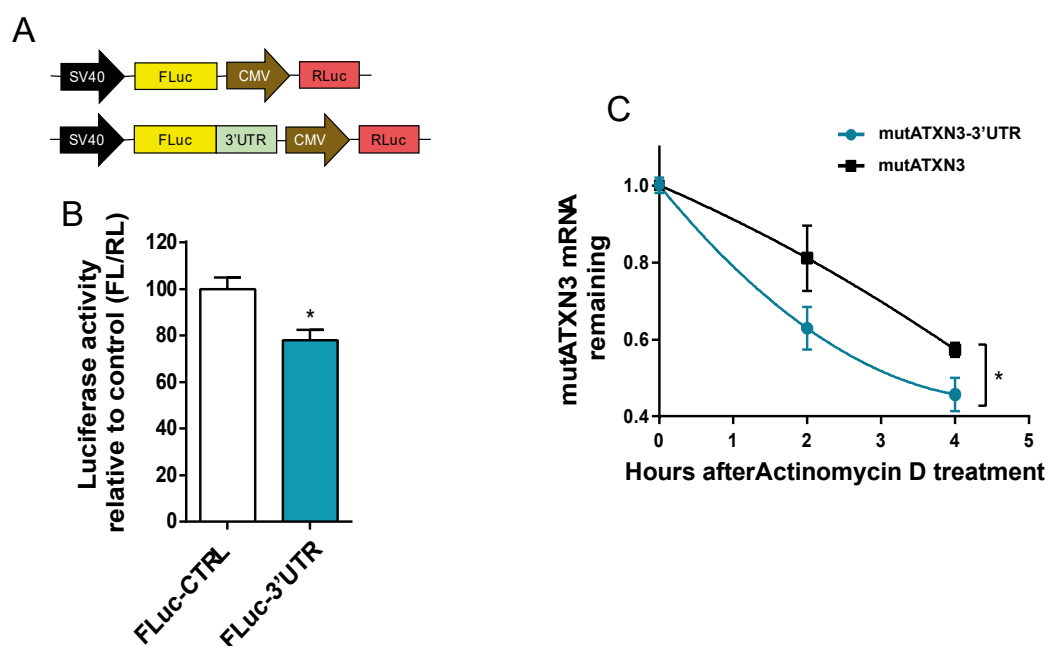 A
SV40 FLuc CMV RLuc
SV40 FLuc 3'UTR CMV RLuc
B
Luciferase activity
relative to control (FL/RL)
120
100
80
60
40
20
0
*
FLuc-CTRL
FLuc-3'UTR
C
mutATXN3-3'UTR
mutATXN3
mutATXN3 mRNA
remaining
1.0
0.8
0.6
0.4
*
0 1 2 3 4 5
Hours afterActinomycin D treatment